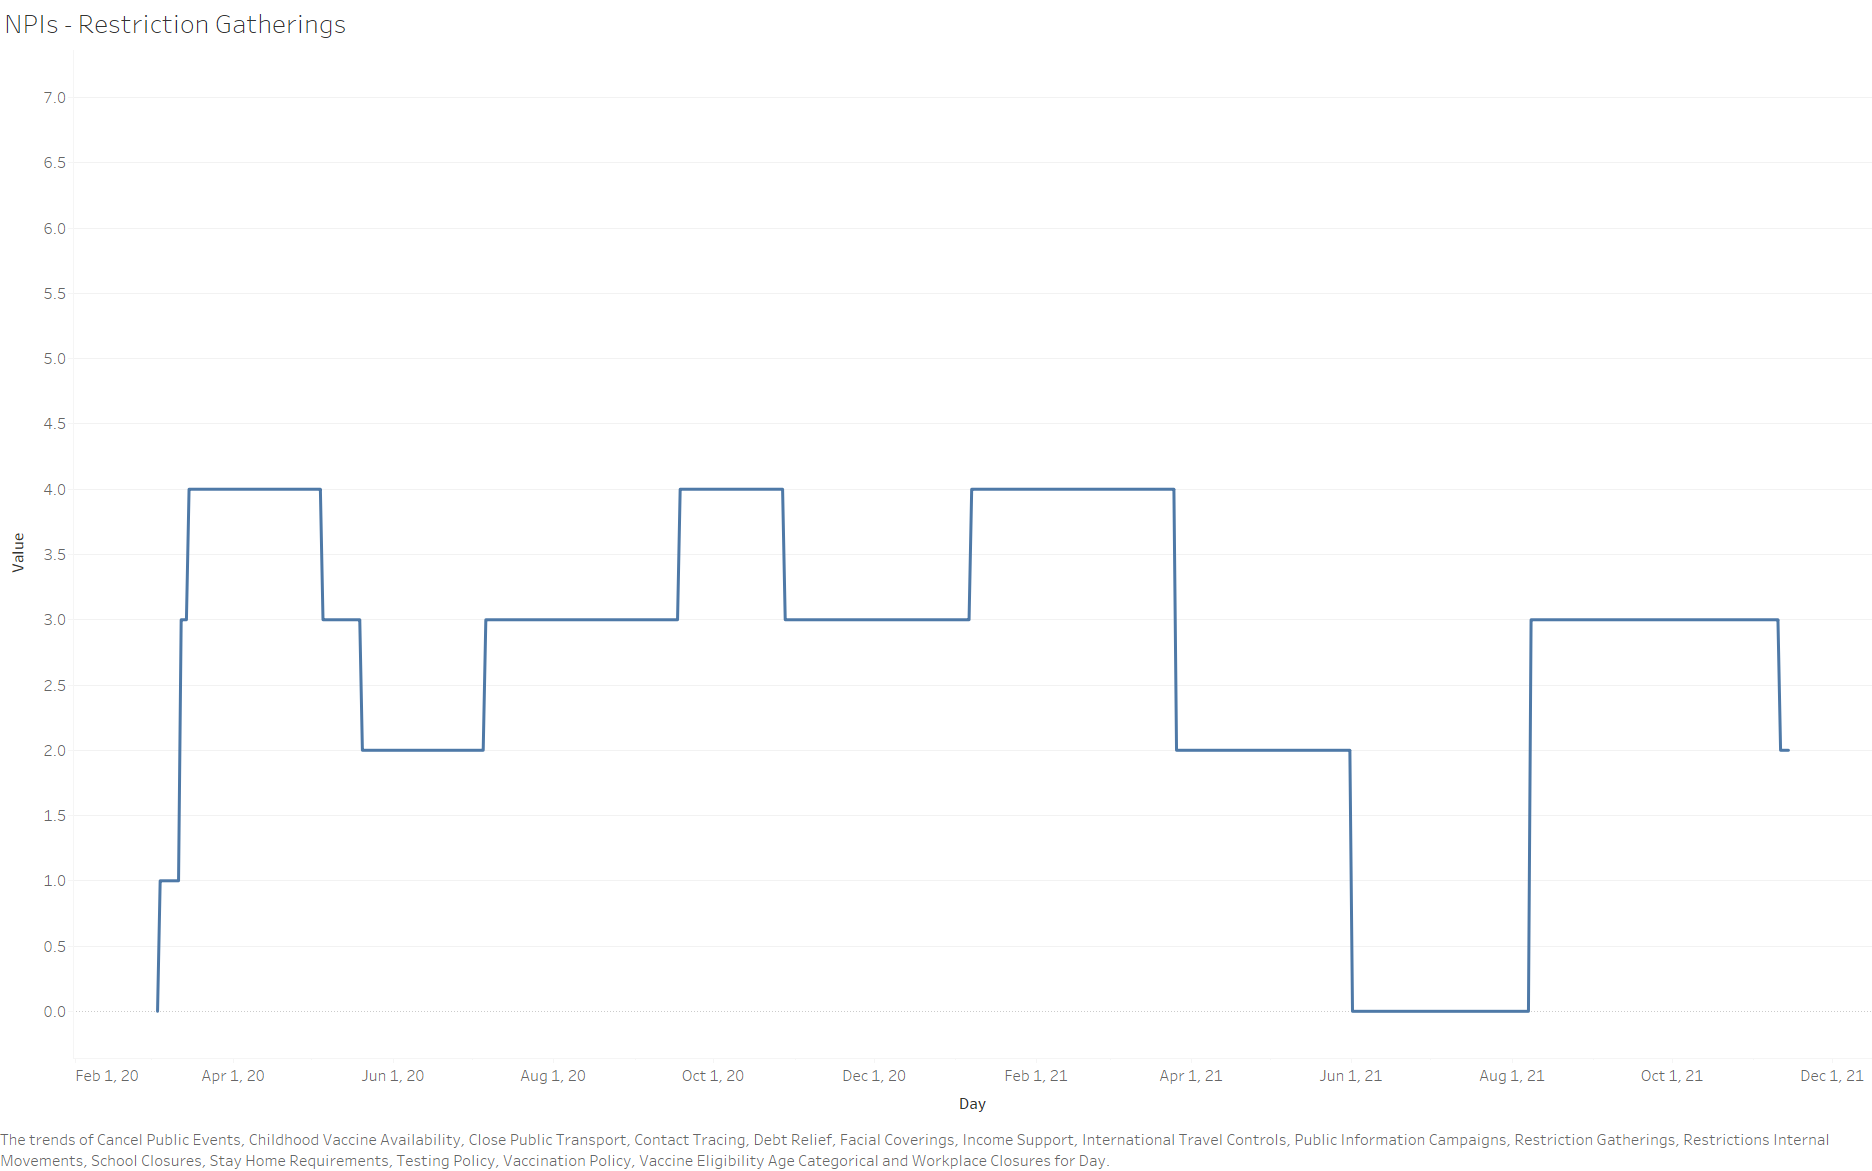 NPIs - Restriction Gatherings
7.0
6.5
6.0
5.5
5.0
4.5
4.0
3.5
3.0
2.5
2.0
1.5
1.0
0.5
0.0
Value
Feb 1, 20 Apr 1, 20 Jun 1, 20 Aug 1, 20 Oct 1, 20 Dec 1, 20 Feb 1, 21 Apr 1, 21 Jun 1, 21 Aug 1, 21 Oct 1, 21 Dec 1, 21
Day
The trends of Cancel Public Events, Childhood Vaccine Availability, Close Public Transport, Contact Tracing, Debt Relief, Facial Coverings, Income Support, International Travel Controls, Public Information Campaigns, Restriction Gatherings, Restrictions Internal
Movements, School Closures, Stay Home Requirements, Testing Policy, Vaccination Policy, Vaccine Eligibility Age Categorical and Workplace Closures for Day.